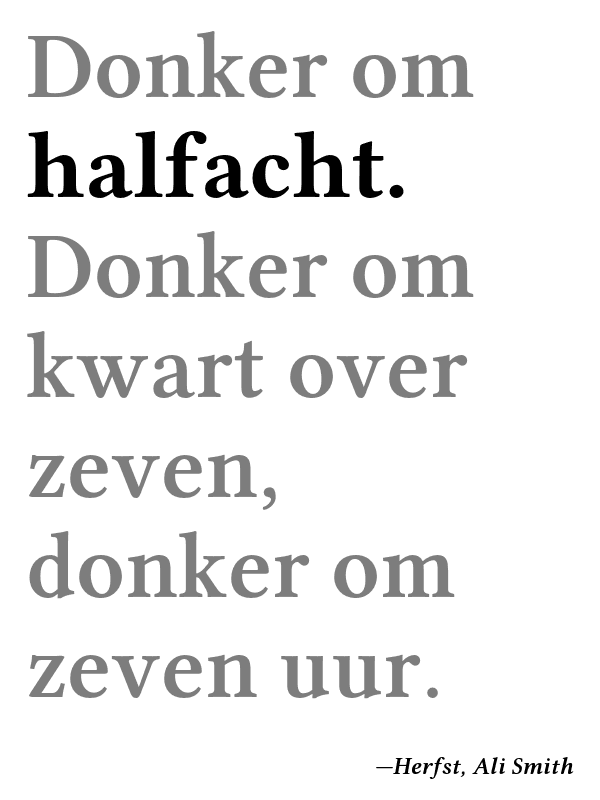 Donker om
halfacht.
Donker om
kwart over
zeven,
donker om
zeven uur.
—Herfst, Ali Smith